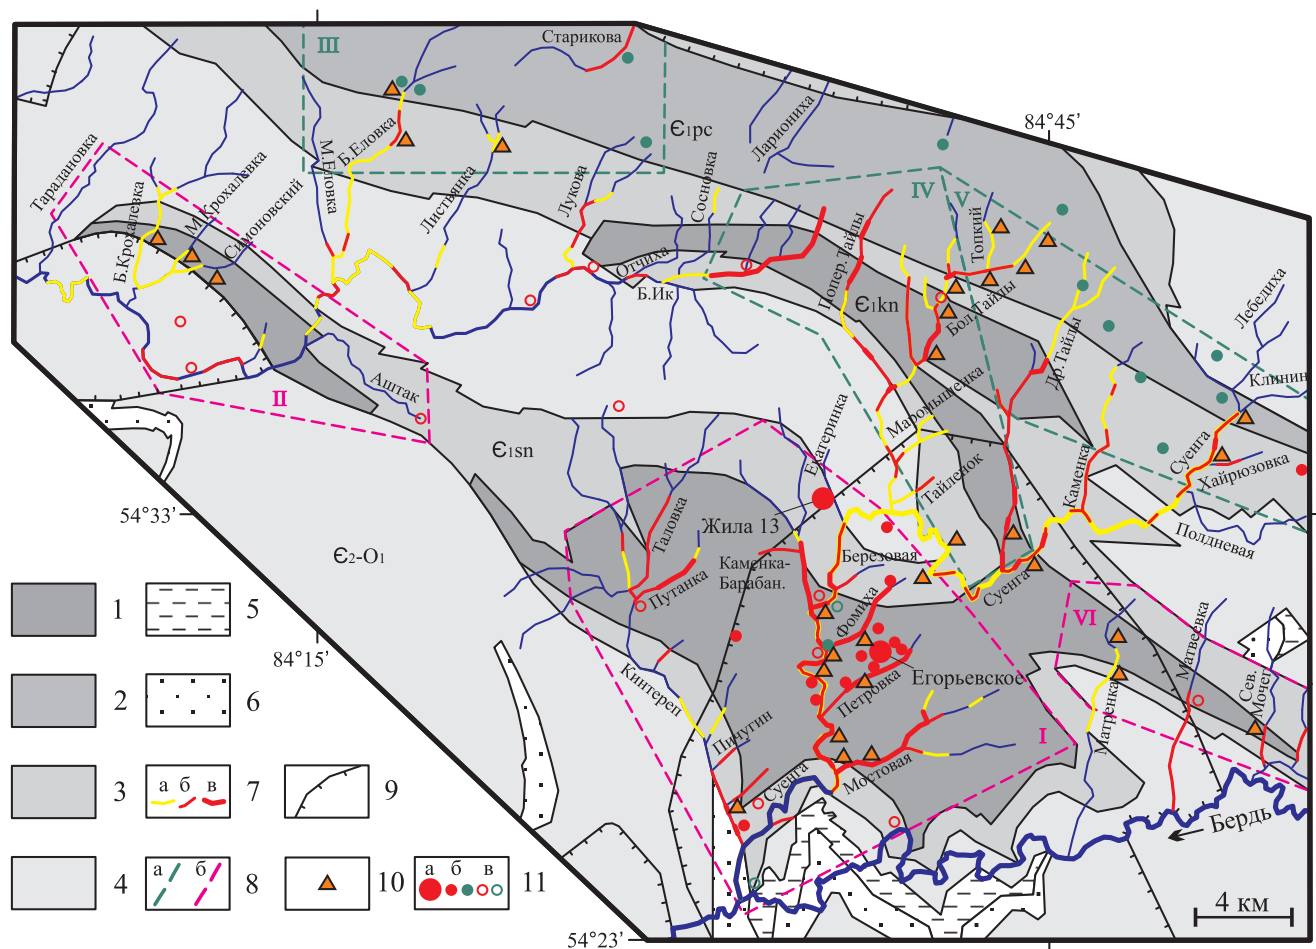 III
Старикова
Є₁pc
Лариониха
84°45'
Тарадановка
Б.Крохалевка
М.Крохалевка
Симоновский
М.Еловка
Б.Еловка
Листвянка
Лукова
Сосновка
Отчиха
Б.Ик
IV
V
Попер.Тайлы
Топкий
Є₁kn
Бол.Тайлы
Др.Тайлы
Лебедиха
Клинин
II
Аштак
Є₁sn
Маромышенка
Екатеринка
Тайленок
Каменка
Суенга
Хайрюзовка
Полдневая
54°33'
Жила 13
Є₂-O₁
Таловка
Путанка
Каменка-
Барабан.
Березовая
Суенга
Фомиха
VI
Матвеевка
84°15'
Кинтереп
Егорьевское
Петровка
Сев.
Мочег.
Пичугин
I
Матренка
Суенга
Мостовая
Бердь
1
5
2
6
3
а б в
7
9
4
а б
8
10
а б в
11
4 км
54°23'